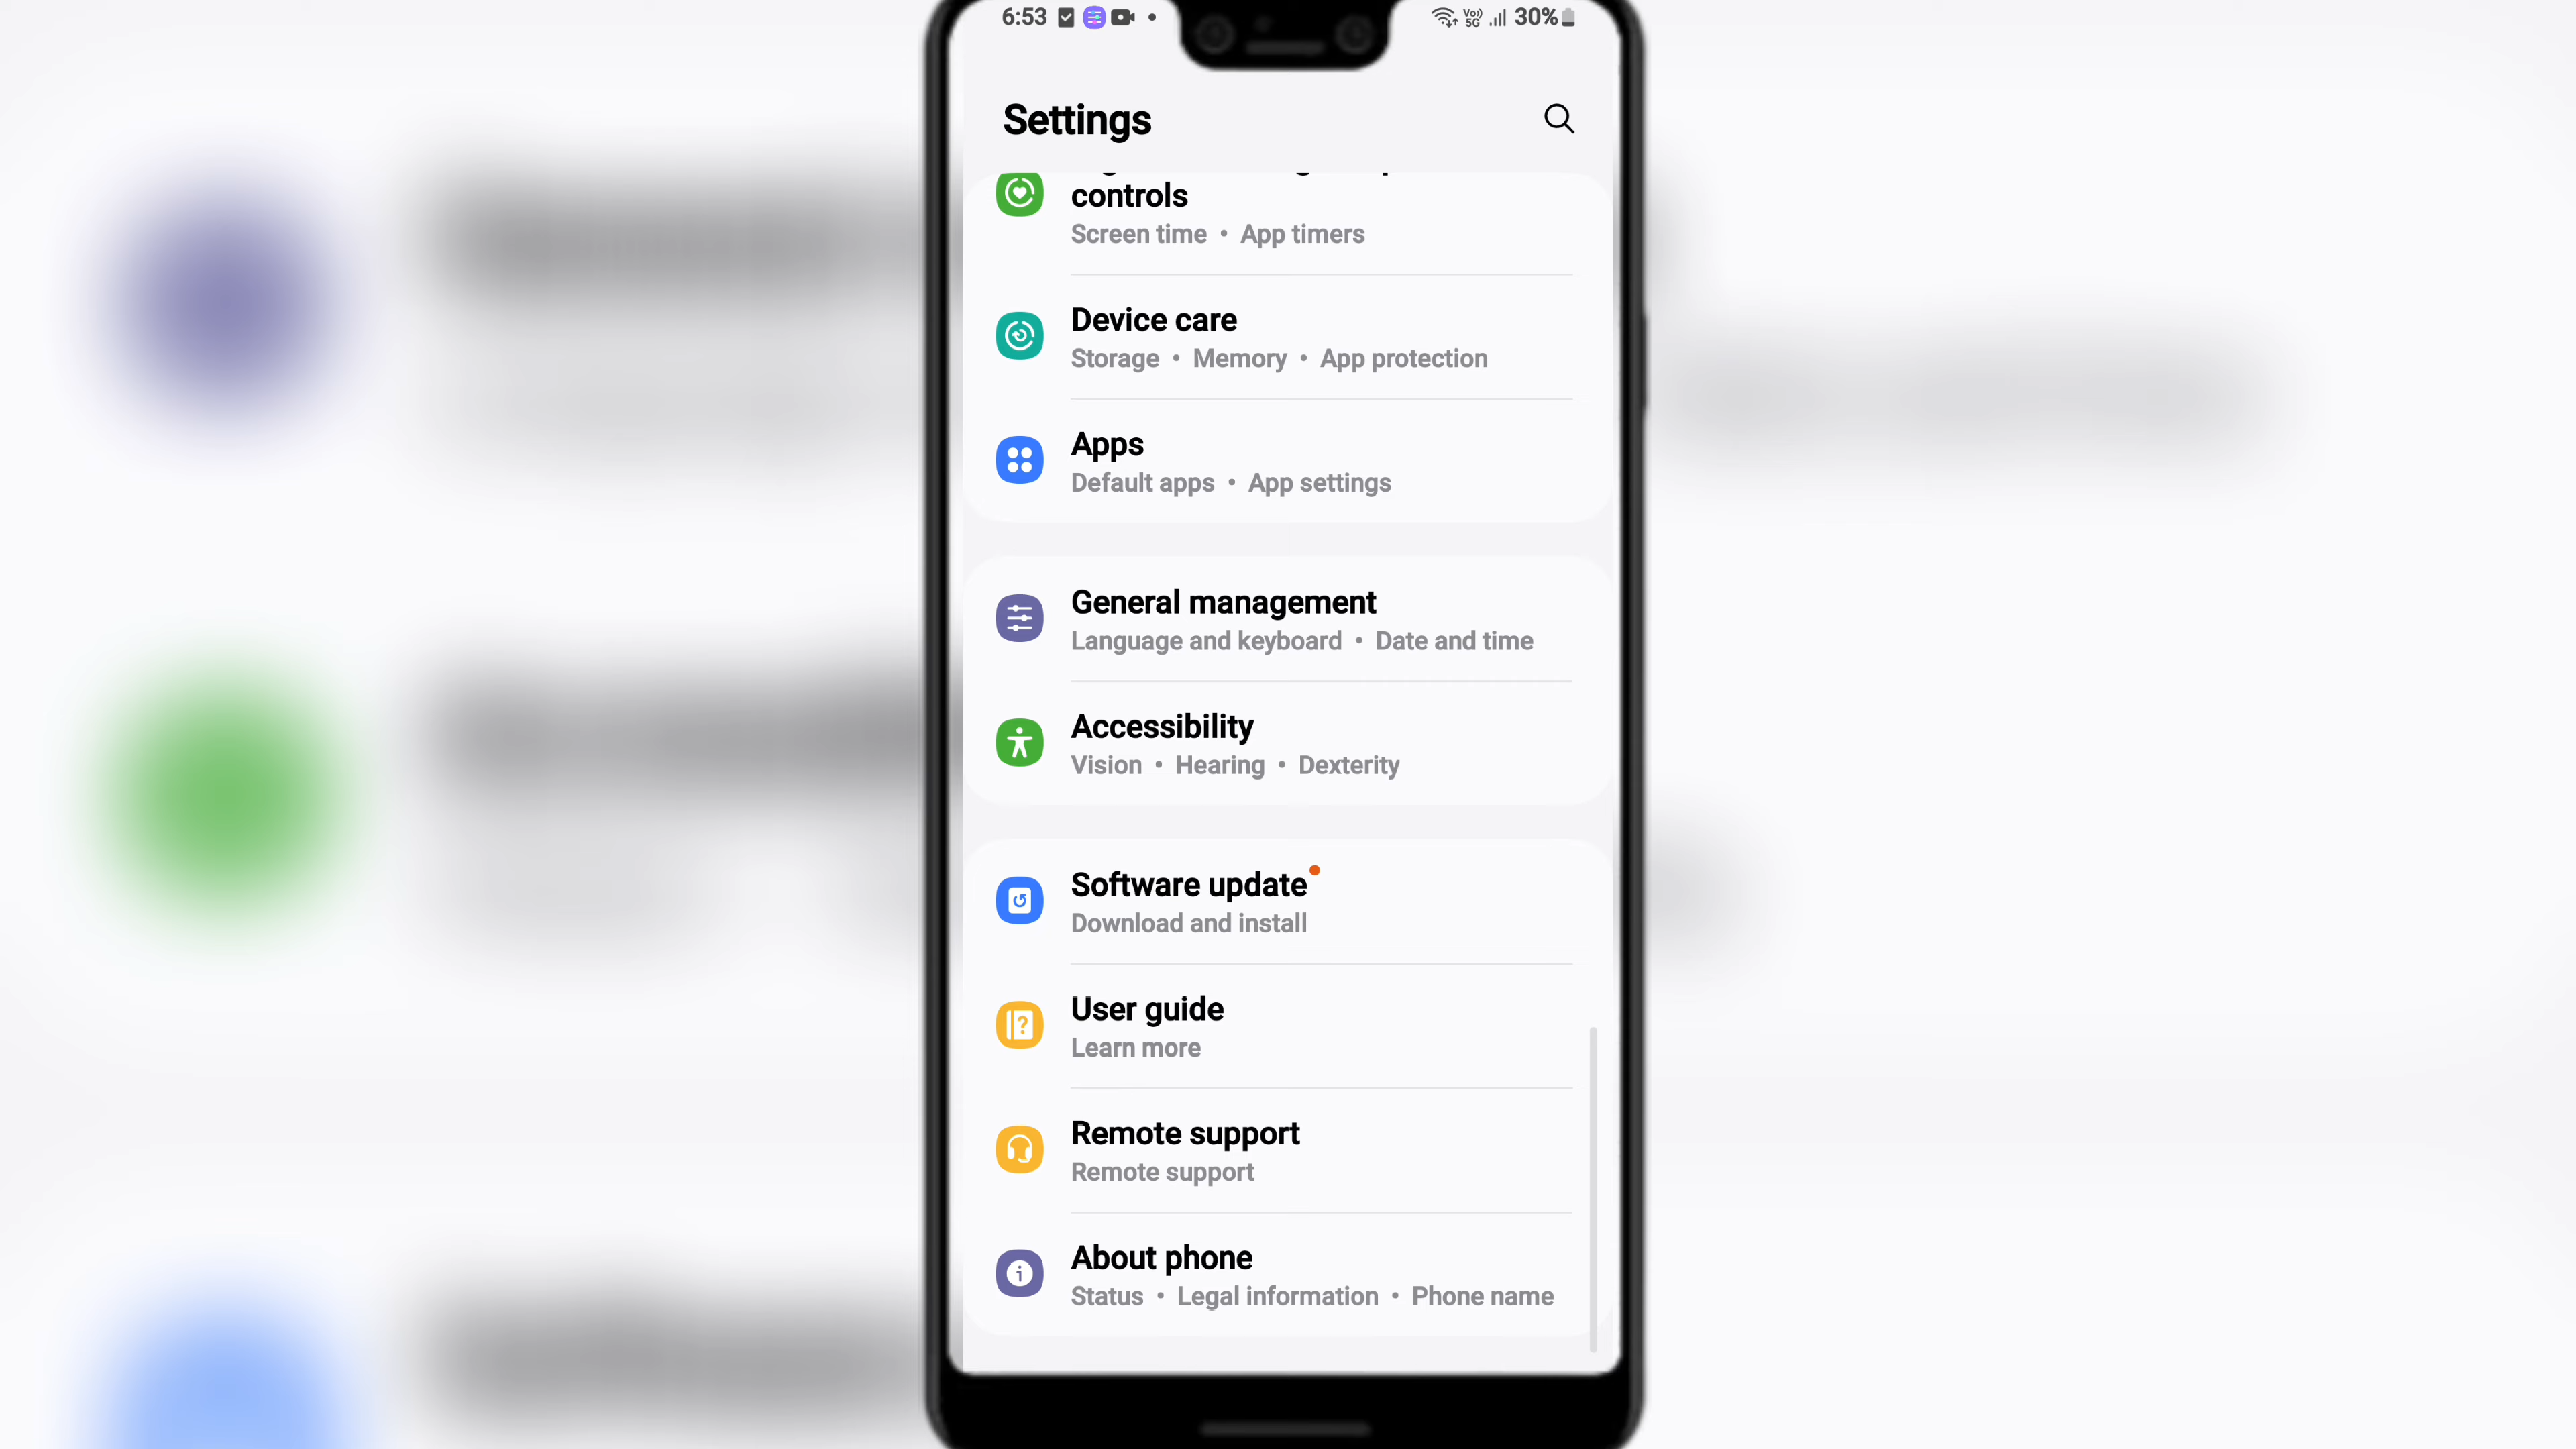 6:53 Vo)) 5G 30%
Settings
controls
Screen time • App timers
Device care
Storage • Memory • App protection
Apps
Default apps • App settings
General management
Language and keyboard • Date and time
Accessibility
Vision • Hearing • Dexterity
Software update
Download and install
User guide
Learn more
Remote support
Remote support
About phone
Status • Legal information • Phone name